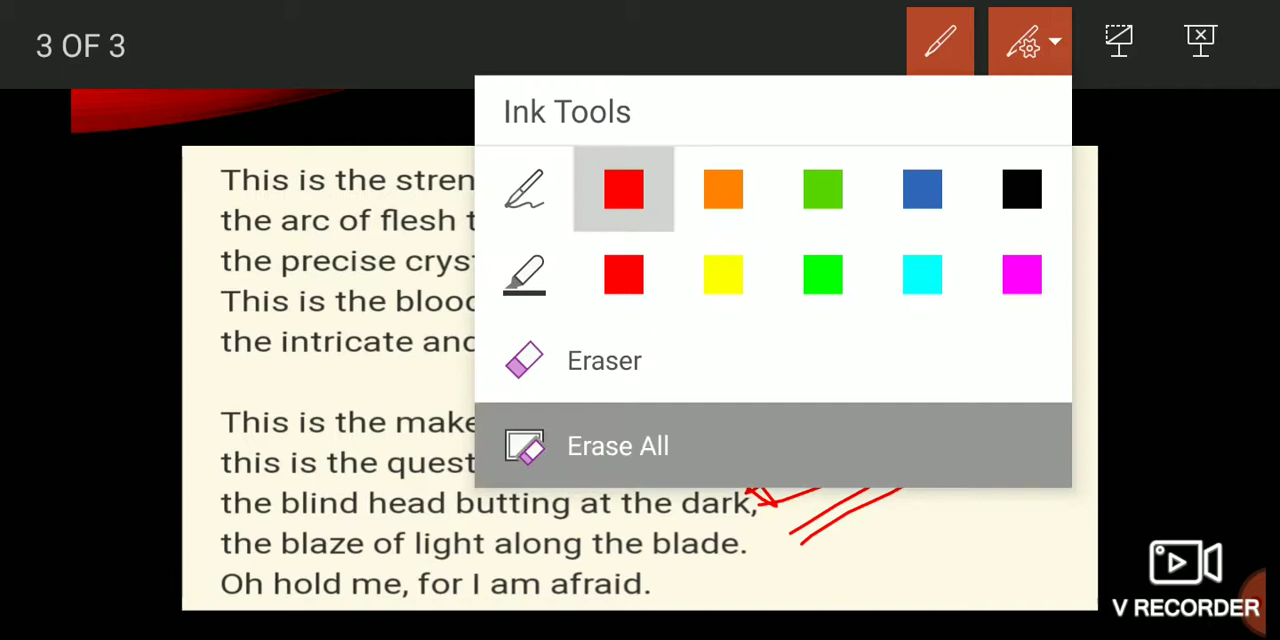 3 OF 3
Ink Tools
Eraser
Erase All
This is the stren
the arc of flesh t
the precise crys
This is the blood
the intricate and
This is the make
this is the quest
the blind head butting at the dark,
the blaze of light along the blade.
Oh hold me, for I am afraid.
V RECORDER